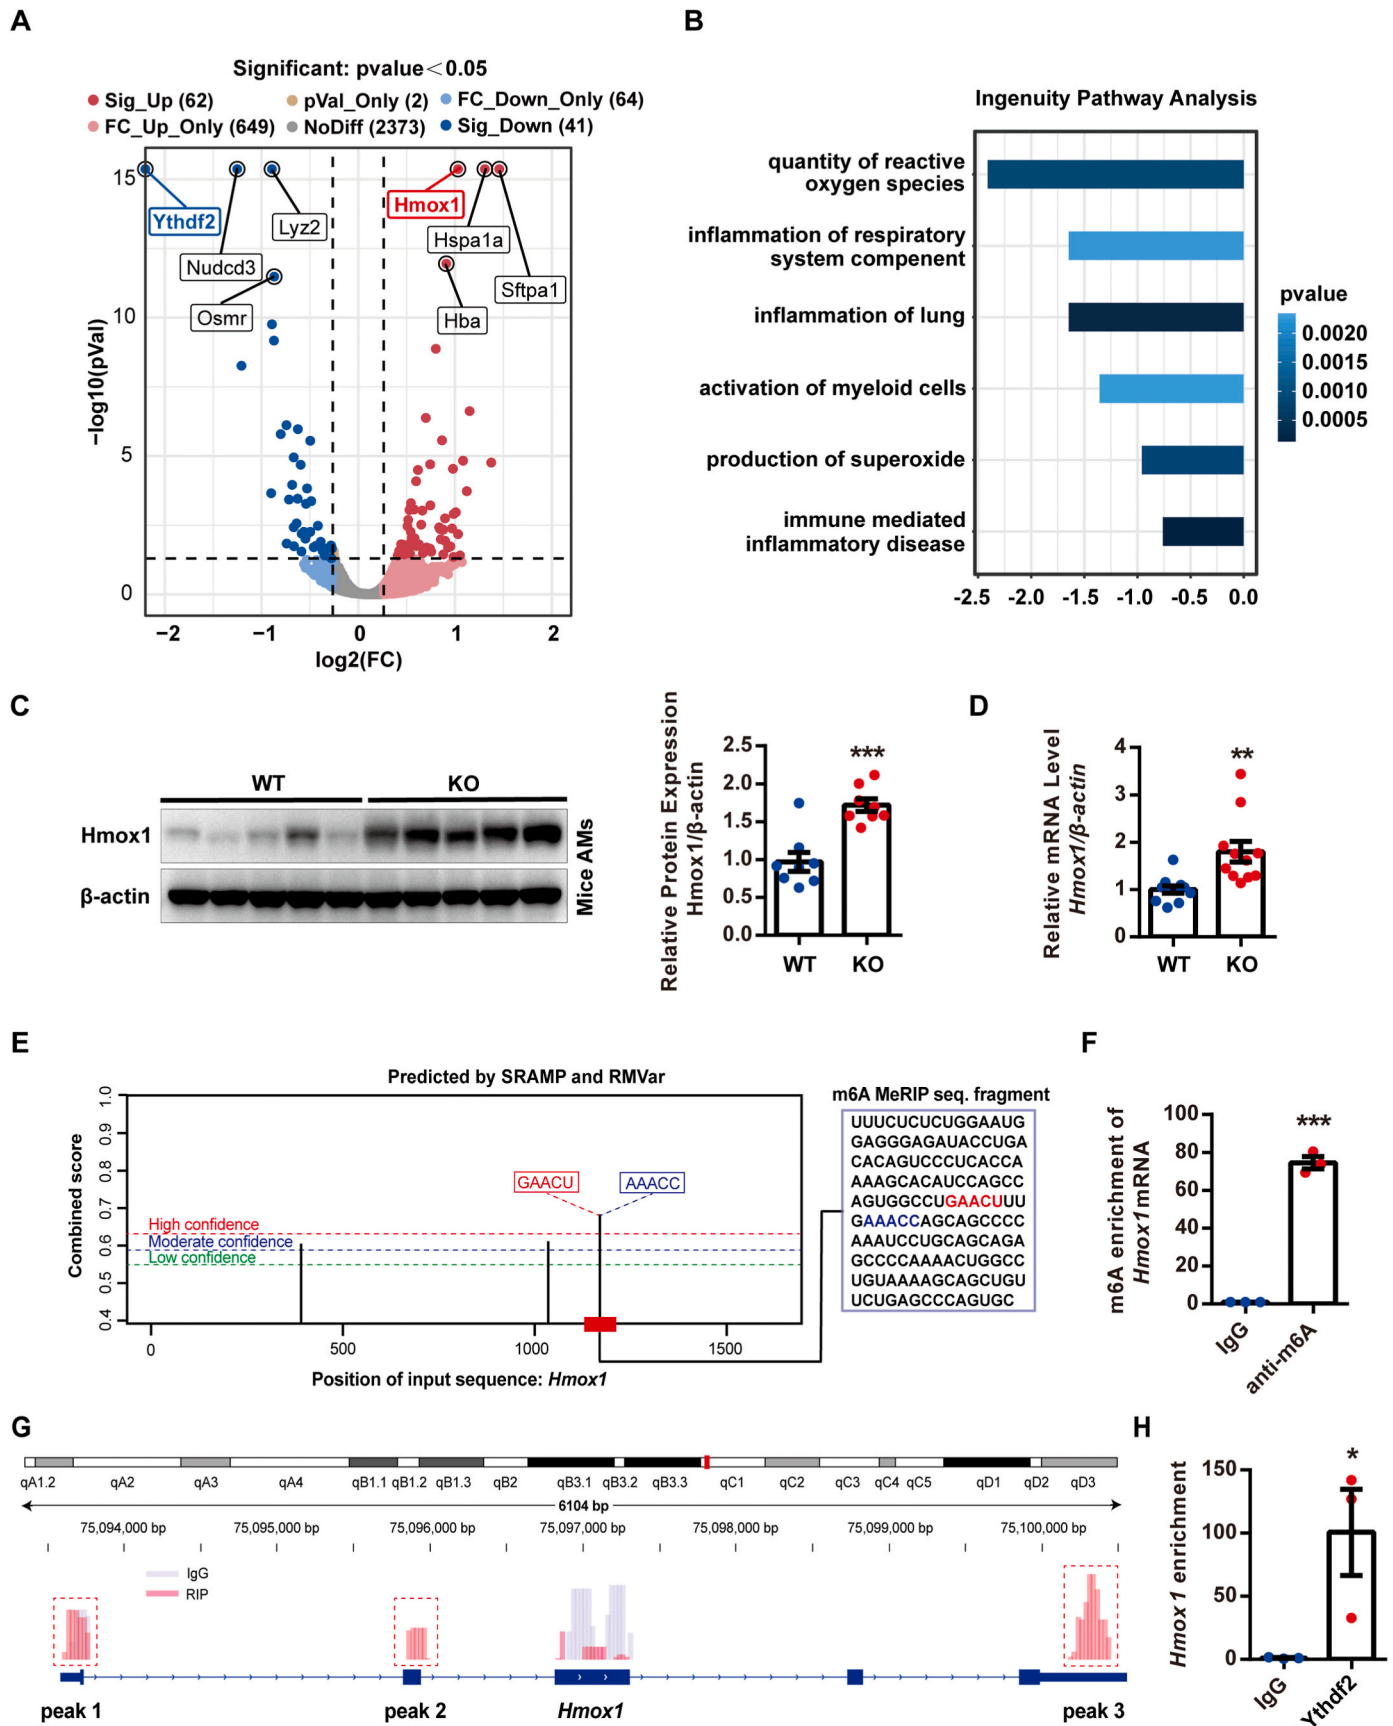 A
Significant: pvalue<0.05
Sig_Up (62)
pVal_Only (2)
FC_Down_Only (64)
FC_Up_Only (649)
NoDiff (2373)
Sig_Down (41)
15
10
5
0
−log10(pVal)
Ythdf2
Nudcd3
Lyz2
Osmr
Hmox1
Hspa1a
Sftpa1
Hba
−2
−1
0
1
2
log2(FC)
B
Ingenuity Pathway Analysis
quantity of reactive
oxygen species
inflammation of respiratory
system compenent
inflammation of lung
activation of myeloid cells
production of superoxide
immune mediated
inflammatory disease
-2.5
-2.0
-1.5
-1.0
-0.5
0.0
pvalue
0.0020
0.0015
0.0010
0.0005
C
WT
KO
Hmox1
β-actin
Mice AMs
Relative Protein Expression
Hmox1/β-actin
2.5
2.0
1.5
1.0
0.5
0.0
***
WT
KO
D
Relative mRNA Level
Hmox1/β-actin
4
3
2
1
0
**
WT
KO
E
Predicted by SRAMP and RMVar
Combined score
1.0
0.9
0.8
0.7
0.6
0.5
0.4
High confidence
Moderate confidence
Low confidence
GAACU
AAACC
0
500
1000
1500
Position of input sequence: Hmox1
m6A MeRIP seq. fragment
UUUCUCUCUGGAAUG
GAGGGAGAUACCUGA
CACAGUCCCUCACCA
AAAGCACAUCCAGCC
AGUGGCCUGAACUUU
GAAACCAGCAGCCCC
AAAUCCUGCAGCAGA
GCCCCAAAACUGGCC
UGUAAAAGCAGCUGU
UCUGAGCCCAGUGC
F
m6A enrichment of
Hmox1 mRNA
100
80
60
40
20
0
***
IgG
anti-m6A
G
qA1.2
qA2
qA3
qA4
qB1.1
qB1.2
qB1.3
qB2
qB3.1
qB3.2
qB3.3
qC1
qC2
qC3
qC4
qC5
qD1
qD2
qD3
6104 bp
75,094,000 bp
75,095,000 bp
75,096,000 bp
75,097,000 bp
75,098,000 bp
75,099,000 bp
75,100,000 bp
IgG
RIP
peak 1
peak 2
Hmox1
peak 3
H
Hmox1 enrichment
150
100
50
0
*
IgG
Ythdf2